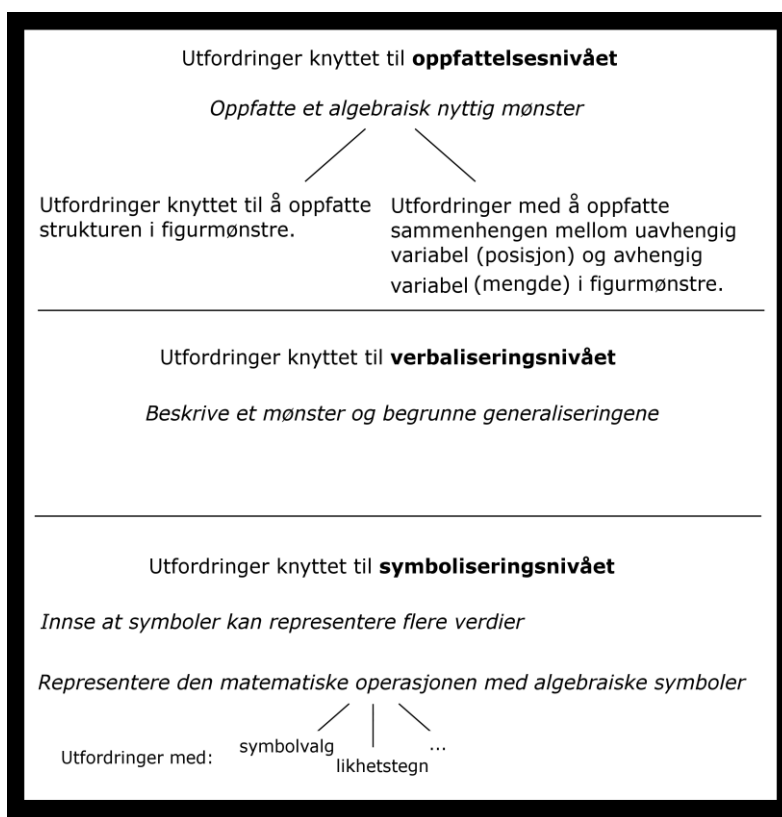 Utfordringer knyttet til oppfattelsesnivået
Oppfatte et algebraisk nyttig mønster
Utfordringer knyttet til å oppfatte
strukturen i figurmønstre.
Utfordringer med å oppfatte
sammenhengen mellom uavhengig
variabel (posisjon) og avhengig
variabel (mengde) i figurmønstre.
Utfordringer knyttet til verbaliseringsnivået
Beskrive et mønster og begrunne generaliseringene
Utfordringer knyttet til symboliseringsnivået
Innse at symboler kan representere flere verdier
Representere den matematiske operasjonen med algebraiske symboler
Utfordringer med:
symbolvalg
likhetstegn
...